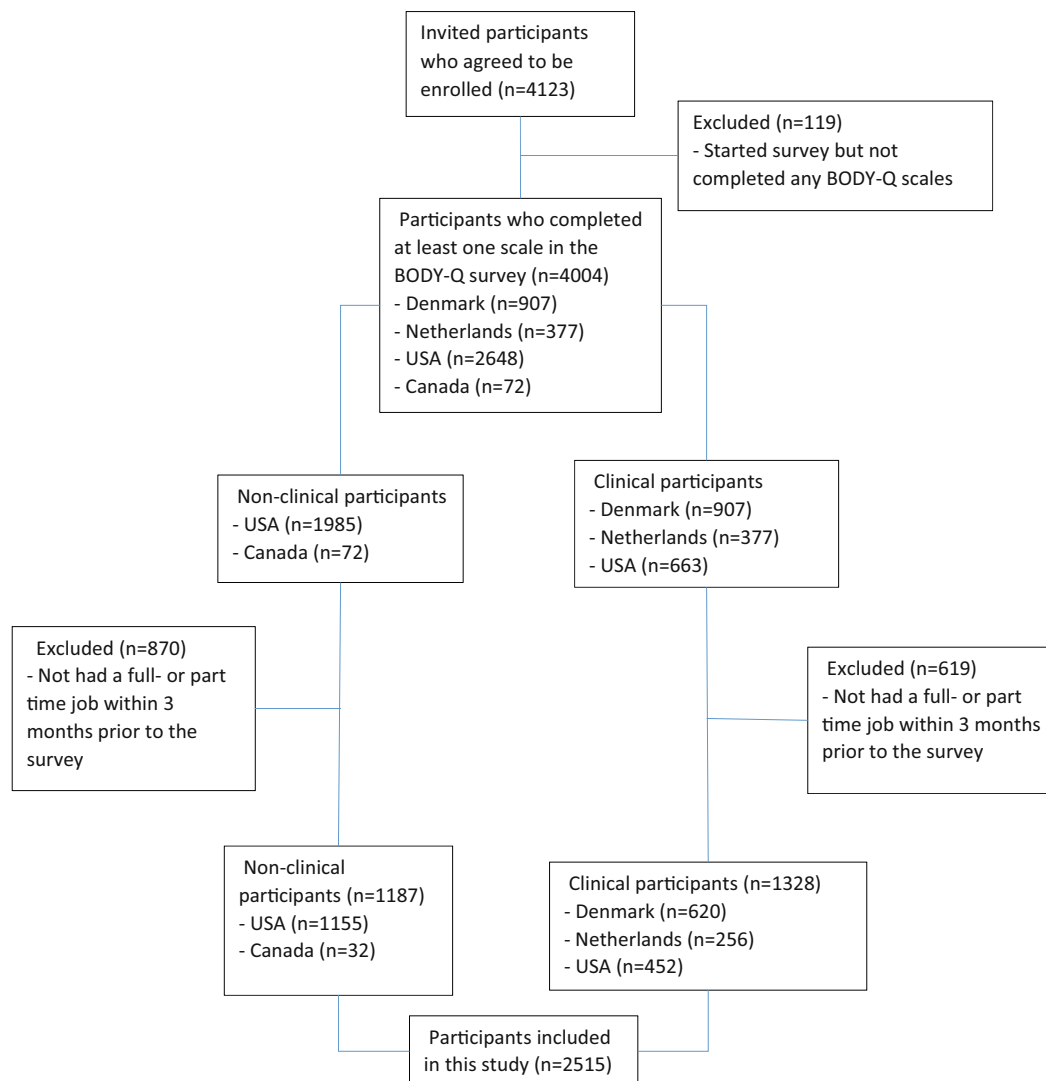 Invited participants
who agreed to be
enrolled (n=4123)
Excluded (n=119)
- Started survey but not
completed any BODY-Q scales
Participants who completed
at least one scale in the
BODY-Q survey (n=4004)
- Denmark (n=907)
- Netherlands (n=377)
- USA (n=2648)
- Canada (n=72)
Non-clinical participants
- USA (n=1985)
- Canada (n=72)
Clinical participants
- Denmark (n=907)
- Netherlands (n=377)
- USA (n=663)
Excluded (n=870)
- Not had a full- or part
time job within 3
months prior to the
survey
Excluded (n=619)
- Not had a full- or part
time job within 3 months
prior to the survey
Non-clinical
participants (n=1187)
- USA (n=1155)
- Canada (n=32)
Clinical participants (n=1328)
- Denmark (n=620)
- Netherlands (n=256)
- USA (n=452)
Participants included
in this study (n=2515)